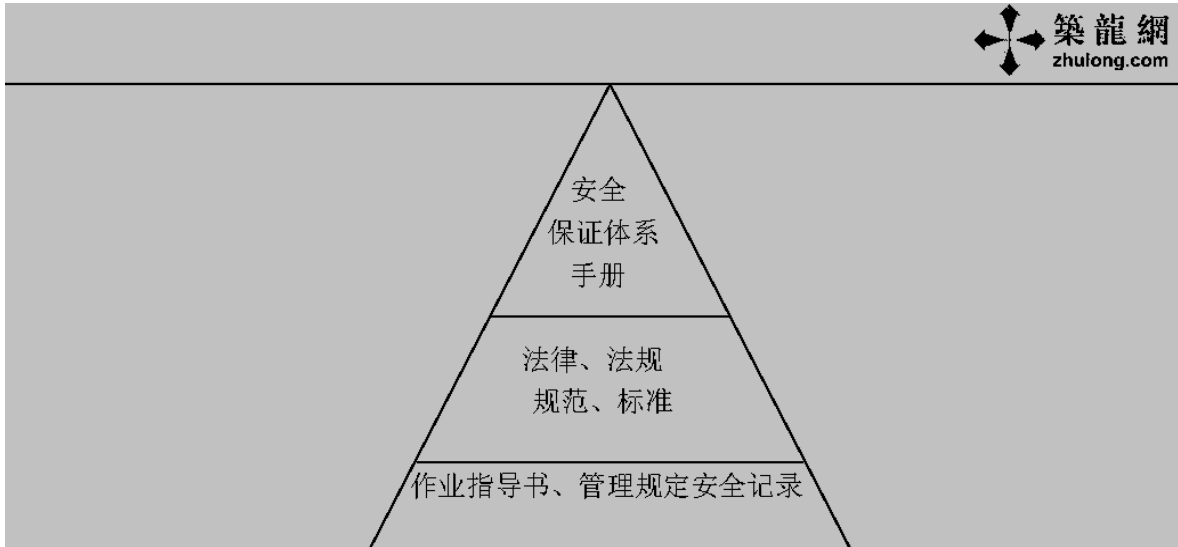 築龍網
zhulong.com
安全
保证体系
手册
法律、法规
规范、标准
作业指导书、管理规定安全记录